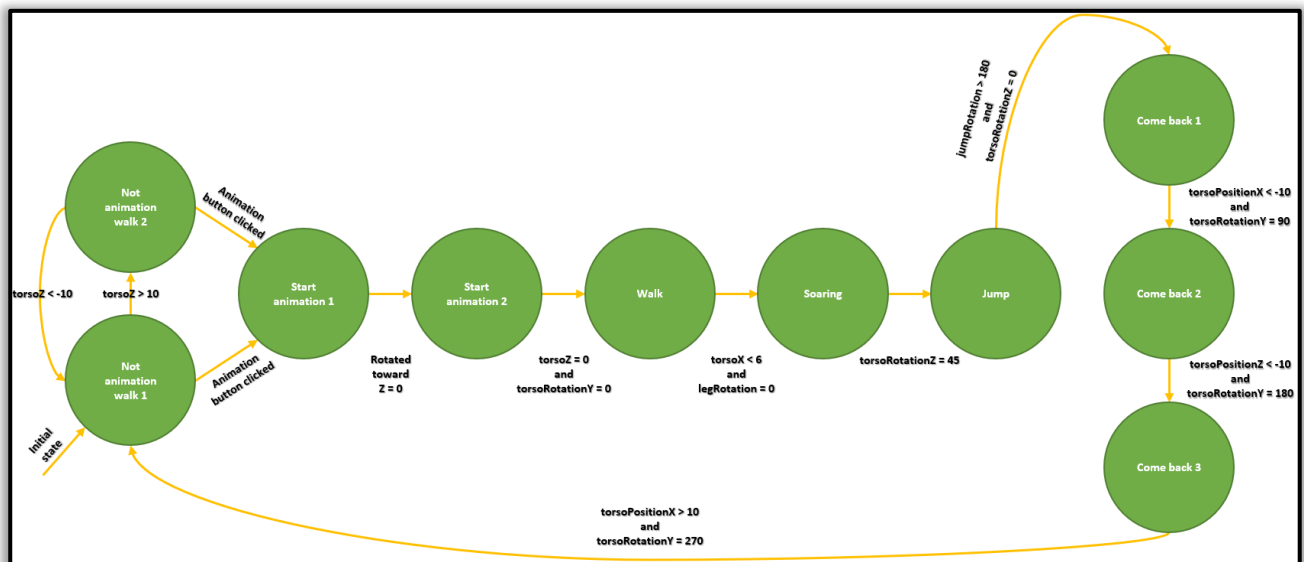 jumpRotation > 180
and
torsoRotationZ = 0
Come back 1
Not
animation
walk 2
Animation
button clicked
torsoPositionX < -10
and
torsoRotationY = 90
torsoZ < -10
torsoZ > 10
Start
animation 1
Start
animation 2
Walk
Soaring
Jump
Come back 2
Not
animation
walk 1
Animation
button clicked
Rotated
toward
Z = 0
torsoZ = 0
and
torsoRotationY = 0
torsoX < 6
and
legRotation = 0
torsoRotationZ = 45
torsoPositionZ < -10
and
torsoRotationY = 180
Initial
state
Come back 3
torsoPositionX > 10
and
torsoRotationY = 270